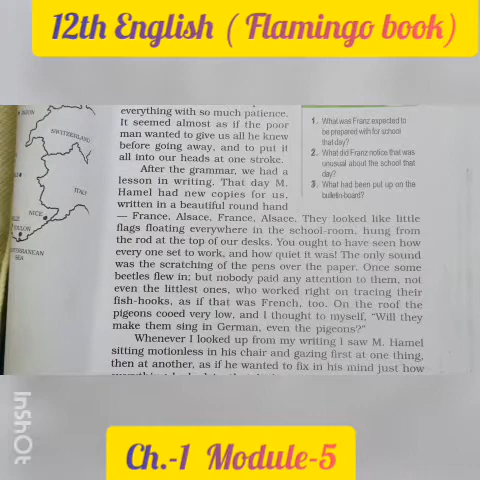 12th English ( Flamingo book)
SWITZERLAND
ITALY
NICE
SEA
everything with so much patience.
It seemed almost as if the poor
man wanted to give us all he knew
before going away, and to put it
all into our heads at one stroke.
After the grammar, we had a
lesson in writing. That day M.
Hamel had new copies for us,
written in a beautiful round hand
— France, Alsace, France, Alsace. They looked like little
flags floating everywhere in the school-room, hung from
the rod at the top of our desks. You ought to have seen how
every one set to work, and how quiet it was! The only sound
was the scratching of the pens over the paper. Once some
beetles flew in; but nobody paid any attention to them, not
even the littlest ones, who worked right on tracing their
fish-hooks, as if that was French, too. On the roof the
pigeons cooed very low, and I thought to myself, “Will they
make them sing in German, even the pigeons?”
Whenever I looked up from my writing I saw M. Hamel
sitting motionless in his chair and gazing first at one thing,
then at another, as if he wanted to fix in his mind just how
1. What was Franz expected to
be prepared with for school
that day?
2. What did Franz notice that was
unusual about the school that
day?
3. What had been put up on the
bulletin-board?
InShOt
Ch.-1 Module-5